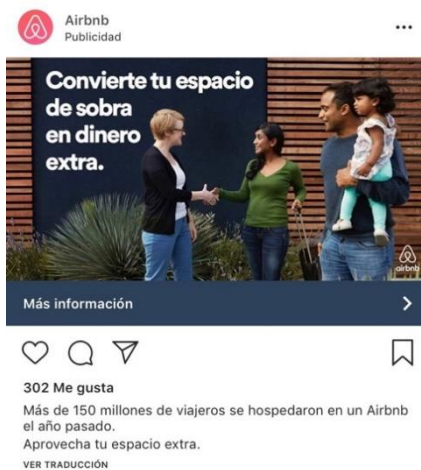 Airbnb
Publicidad
Convierte tu espacio
de sobra
en dinero
extra.
airbnb
Más información
302 Me gusta
Más de 150 millones de viajeros se hospedaron en un Airbnb
el año pasado.
Aprovecha tu espacio extra.
VER TRADUCCIÓN